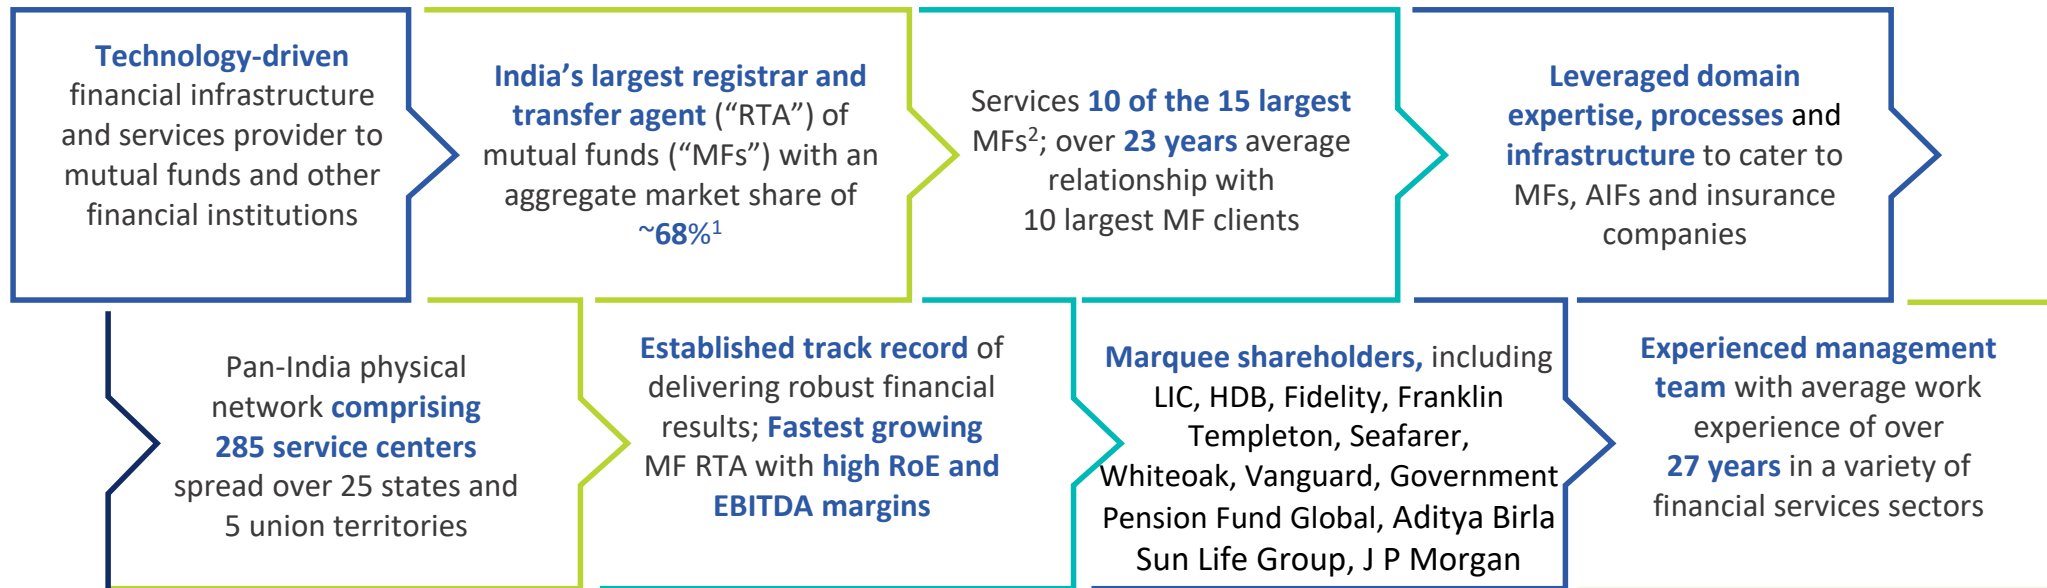 Technology-driven
financial infrastructure
and services provider to
mutual funds and other
financial institutions
India’s largest registrar and
transfer agent (“RTA”) of
mutual funds (“MFs”) with an
aggregate market share of
~68%1
Services 10 of the 15 largest
MFs2; over 23 years average
relationship with
10 largest MF clients
Leveraged domain
expertise, processes and
infrastructure to cater to
MFs, AIFs and insurance
companies
Pan-India physical
network comprising
285 service centers
spread over 25 states and
5 union territories
Established track record of
delivering robust financial
results; Fastest growing
MF RTA with high RoE and
EBITDA margins
Marquee shareholders, including
LIC, HDB, Fidelity, Franklin
Templeton, Seafarer,
Whiteoak, Vanguard, Government
Pension Fund Global, Aditya Birla
Sun Life Group, J P Morgan
Experienced management
team with average work
experience of over
27 years in a variety of
financial services sectors